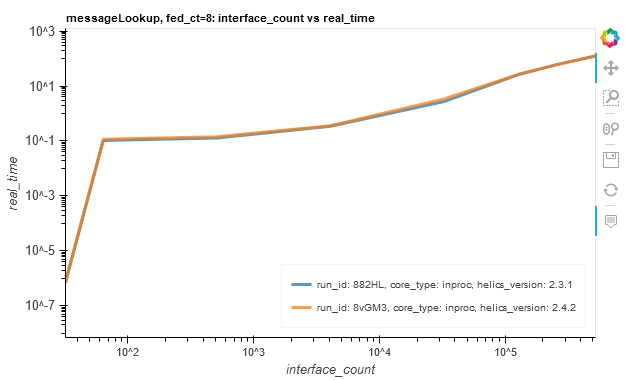 messageLookup, fed_ct=8: interface_count vs real_time
10^3
10^1
10^-1
10^-3
10^-5
10^-7
real_time
run_id: 882HL, core_type: inproc, helics_version: 2.3.1
run_id: 8vGM3, core_type: inproc, helics_version: 2.4.2
10^2
10^3
10^4
10^5
interface_count